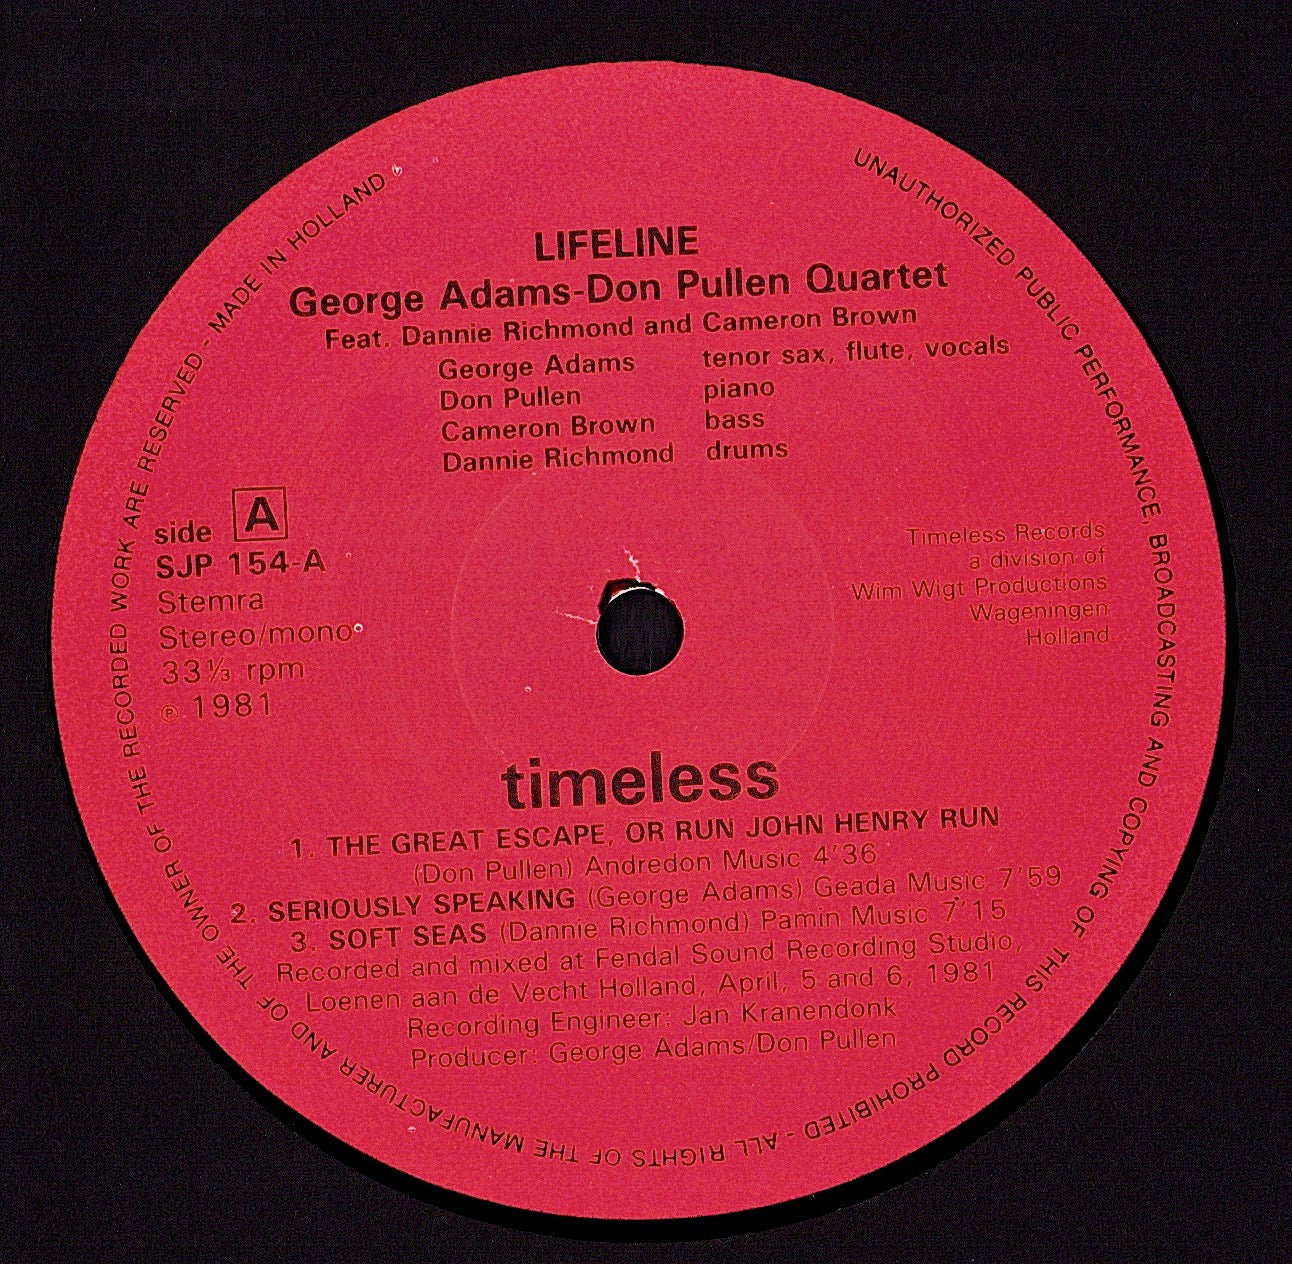 LIFELINE
George Adams-Don Pullen Quartet
Feat. Dannie Richmond and Cameron Brown
George Adams tenor sax, flute, vocals
Don Pullen piano
Cameron Brown bass
Dannie Richmond drums
side A
SJP 154-A
Stemra
Stereo/mono
33⅓ rpm
℗ 1981
Timeless Records
a division of
Wim Wigt Productions
Wageningen
Holland
timeless
1. THE GREAT ESCAPE, OR RUN JOHN HENRY RUN
(Don Pullen) Andredon Music 4'36
2. SERIOUSLY SPEAKING (George Adams) Geada Music 7'59
3. SOFT SEAS (Dannie Richmond) Pamin Music 7'15
Recorded and mixed at Fendal Sound Recording Studio,
Loenen aan de Vecht Holland, April, 5 and 6, 1981
Recording Engineer: Jan Kranendonk
Producer: George Adams/Don Pullen
UNAUTHORIZED PUBLIC PERFORMANCE, BROADCASTING AND COPYING OF THIS RECORD PROHIBITED - ALL RIGHTS OF THE MANUFACTURER AND OF THE OWNER OF THE RECORDED WORK ARE RESERVED - MADE IN HOLLAND